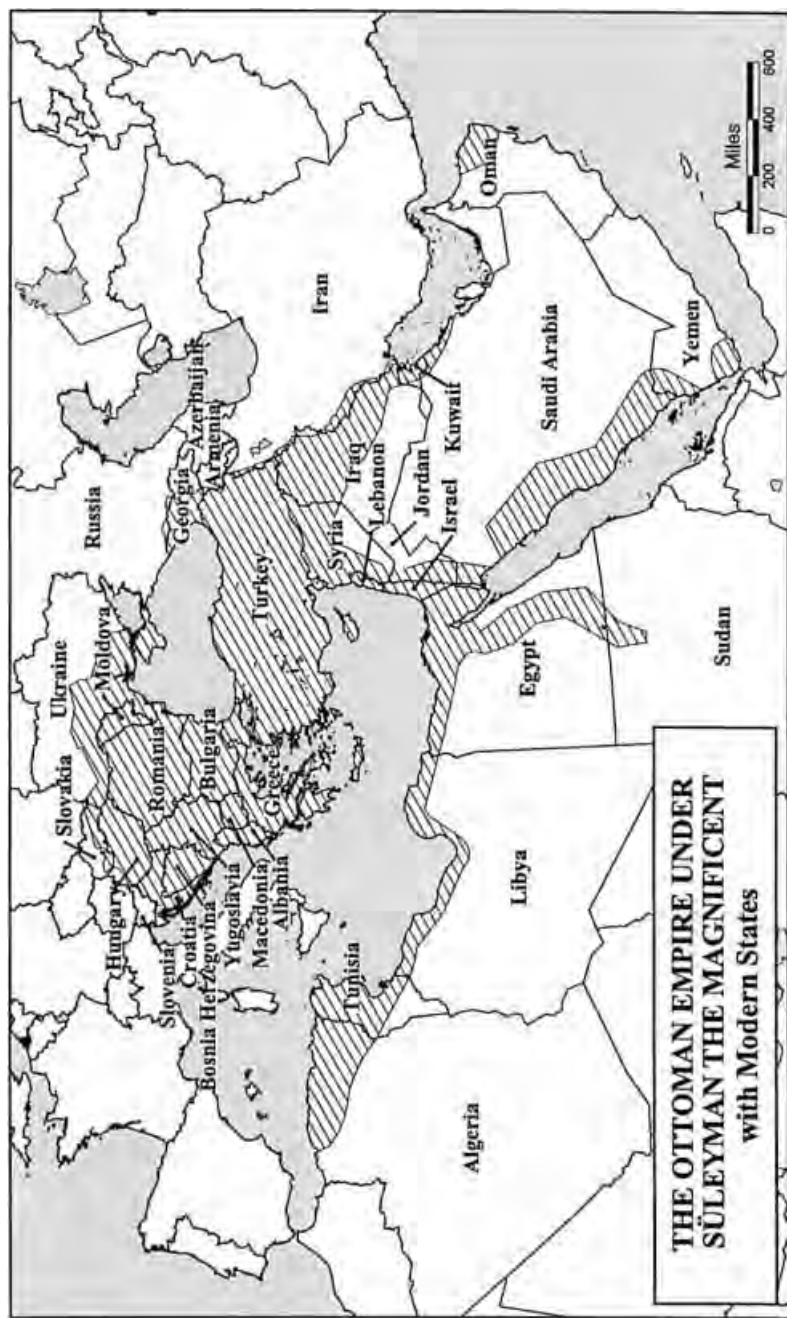 THE OTTOMAN EMPIRE UNDER
SÜLEYMAN THE MAGNIFICENT
with Modern States
Slovakia
Ukraine
Moldova
Russia
Hungary
Romania
Slovenia
Croatia
Bosnia Herzegovina
Yugoslavia
Macedonia
Albania
Bulgaria
Greece
Georgia
Azerbaijan
Armenia
Turkey
Syria
Iraq
Lebanon
Jordan
Israel
Kuwait
Iran
Tunisia
Algeria
Libya
Egypt
Sudan
Saudi Arabia
Yemen
Oman
Miles
0 200 400 600